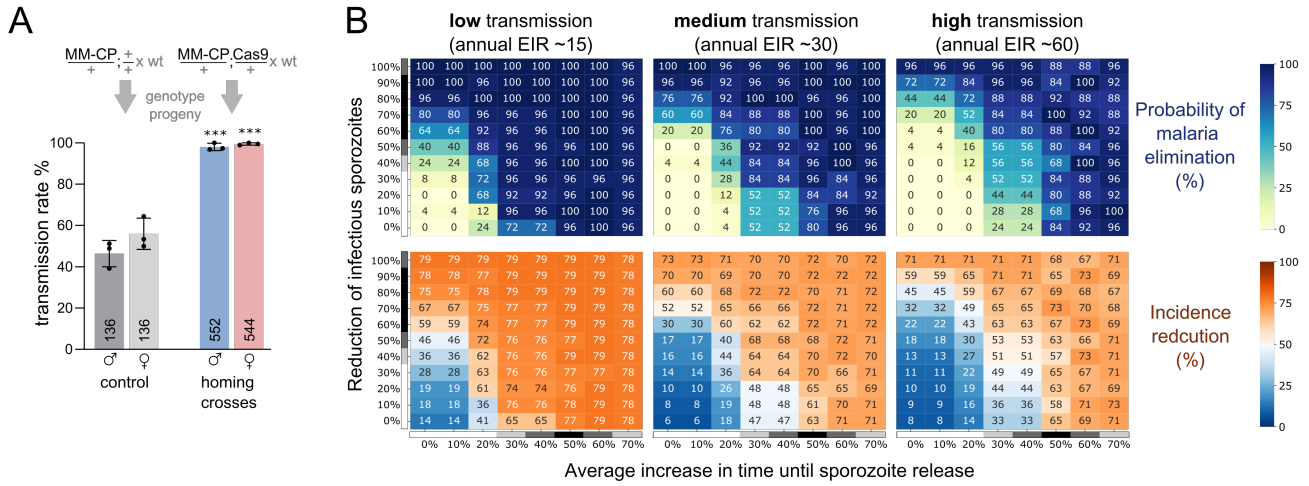 A
MM-CP ; + x wt
+ +
MM-CP ; Cas9 x wt
+ +
genotype
progeny
transmission rate %
100
80
60
40
20
0
*** ***
136 136 552 544
♂ ♀ ♂ ♀
control
homing
crosses
B
low transmission
(annual EIR ~15)
medium transmission
(annual EIR ~30)
high transmission
(annual EIR ~60)
Reduction of infectious sporozoites
100% 100 100 100 100 100 100 100 96 96 96 96 96 96 100 96 96 96 96 96 96 96 88 88 96
90% 100 100 96 100 100 100 100 96 92 92 96 96 96 100 96 100 72 72 84 96 96 84 100 92
80% 96 96 100 100 100 100 100 96 76 76 92 100 100 96 96 96 44 44 72 88 88 92 88 88
70% 80 80 96 96 96 100 100 96 60 60 84 88 88 100 96 96 20 20 52 84 84 100 92 88
60% 64 64 92 96 96 100 100 96 20 20 76 80 80 100 96 100 4 4 40 80 80 88 100 92
50% 40 40 88 96 96 96 100 96 0 0 36 92 92 96 100 96 4 4 16 56 56 84 96 96
40% 24 24 68 96 96 100 100 96 0 0 44 84 84 96 92 96 0 0 12 56 56 68 100 96
30% 8 8 72 96 96 96 100 96 0 0 28 84 84 96 84 96 0 0 4 52 52 84 88 96
20% 0 0 68 92 92 96 100 96 0 0 12 52 52 84 84 92 0 0 0 44 44 80 88 88
10% 4 4 12 96 96 100 100 96 0 0 4 52 52 76 96 96 0 0 0 28 28 68 96 100
0% 0 0 24 72 72 96 100 96 0 0 0 52 52 80 96 96 0 0 0 24 24 84 92 96
100% 79 79 79 79 79 79 79 78 73 73 71 70 70 72 70 72 71 71 70 70 70 68 67 71
90% 78 78 77 79 79 79 79 78 70 70 70 70 70 72 71 72 59 59 65 71 71 65 73 69
80% 75 75 78 78 78 79 79 78 60 60 68 72 72 70 71 71 45 45 59 67 67 69 67 68
70% 67 67 76 77 77 79 79 78 52 52 65 66 66 72 71 72 32 32 49 65 65 73 70 68
60% 59 59 74 77 77 79 79 78 30 30 60 62 62 72 71 72 22 22 43 63 63 67 73 69
50% 46 46 72 76 76 77 79 78 17 17 40 68 68 70 72 71 18 18 30 53 53 65 71 71
40% 36 36 62 76 76 79 79 78 16 16 44 64 64 72 70 72 13 13 27 51 51 57 73 71
30% 28 28 63 76 76 77 79 78 14 14 36 64 64 70 66 72 11 11 22 49 49 65 67 71
20% 19 19 61 74 74 78 79 78 10 10 26 48 48 65 65 69 10 10 19 44 44 63 67 69
10% 18 18 36 76 76 78 79 78 8 8 19 48 48 61 70 71 9 9 16 36 36 58 71 73
0% 14 14 41 65 65 77 79 78 6 6 18 47 47 63 71 71 8 8 14 33 33 65 69 71
0% 10% 20% 30% 40% 50% 60% 70% 0% 10% 20% 30% 40% 50% 60% 70% 0% 10% 20% 30% 40% 50% 60% 70%
Average increase in time until sporozoite release
Probability of
malaria
elimination
(%)
100
75
50
25
0
Incidence
redcution
(%)
100
75
50
25
0